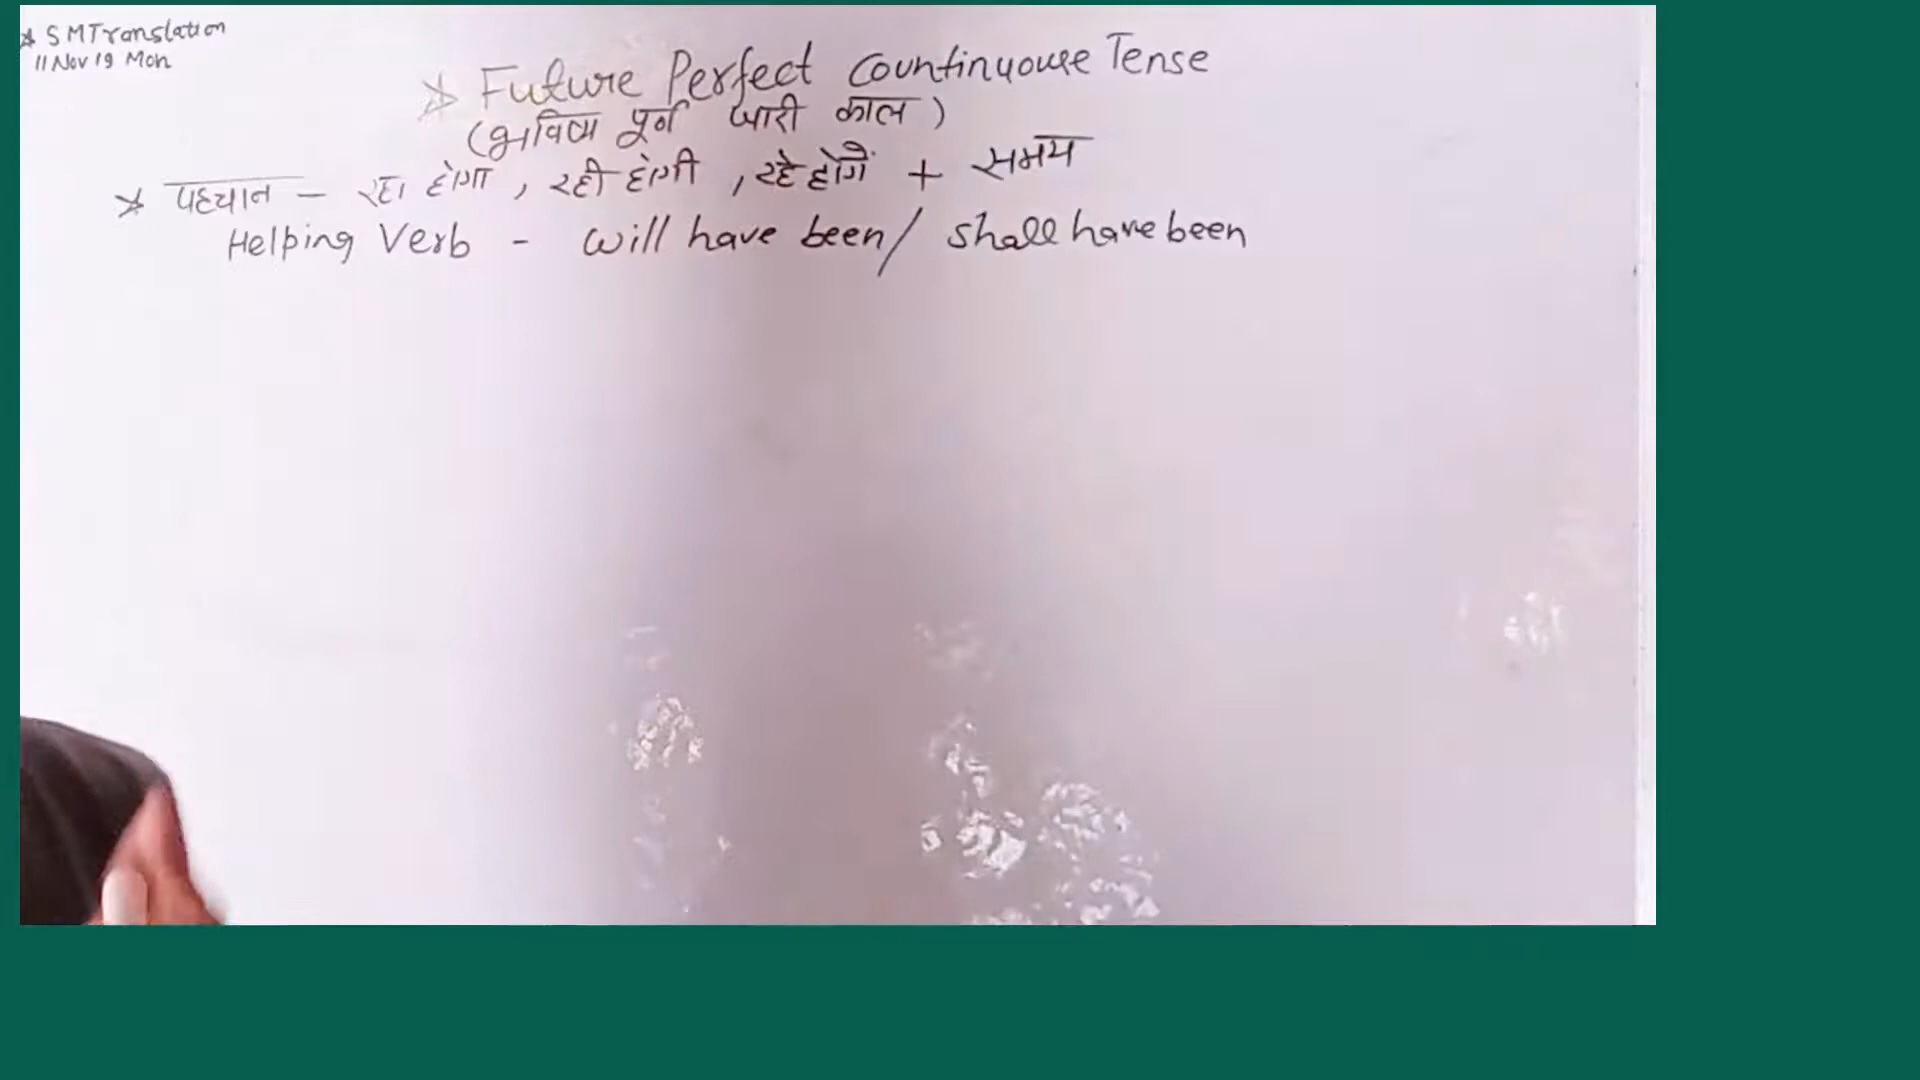 * SMTranslation
11 Nov 19 Mon
* Future Perfect Countinuouse Tense
(भविष्य पूर्ण जारी काल)
* पहचान - रहा होगा, रही होगी, रहे होगें + समय
Helping Verb - will have been/ shall have been